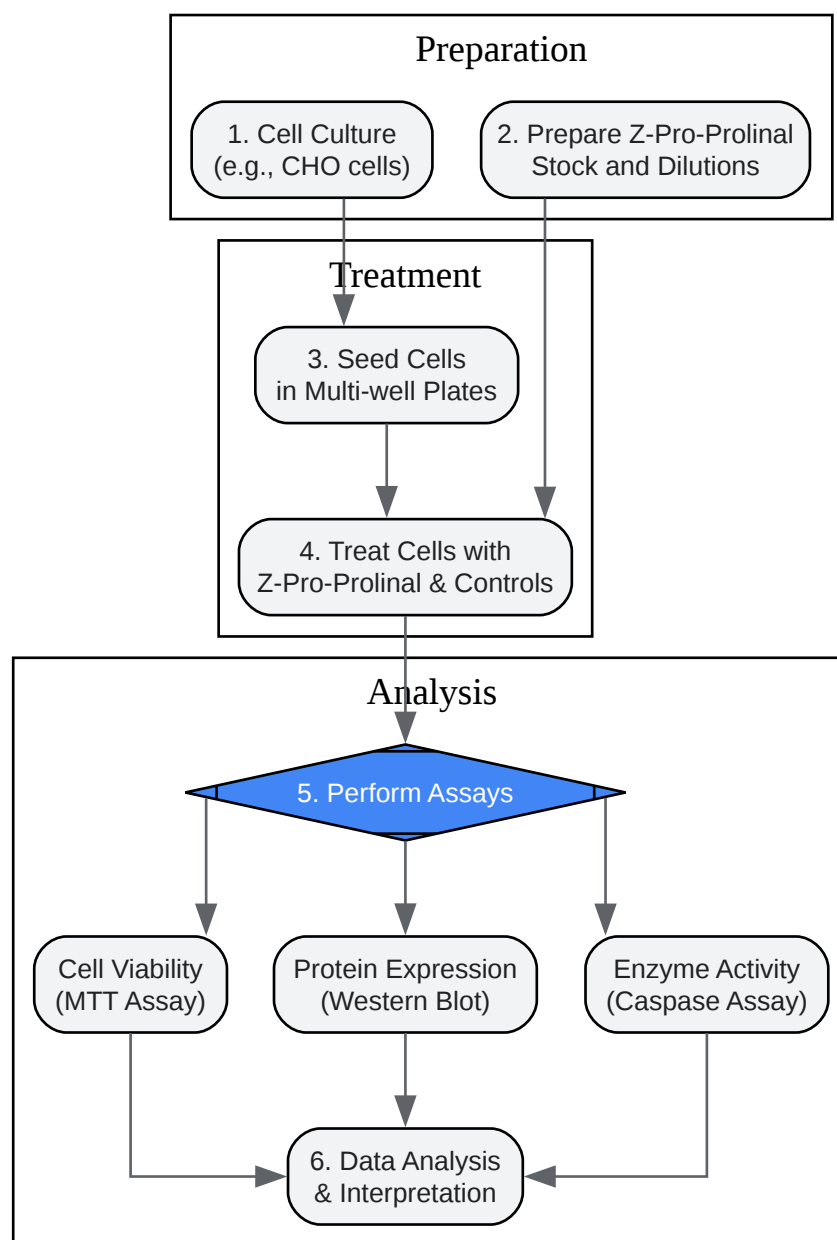 Preparation
1. Cell Culture
(e.g., CHO cells)
2. Prepare Z-Pro-Prolinal
Stock and Dilutions
Treatment
3. Seed Cells
in Multi-well Plates
4. Treat Cells with
Z-Pro-Prolinal & Controls
Analysis
5. Perform Assays
Cell Viability
(MTT Assay)
Protein Expression
(Western Blot)
Enzyme Activity
(Caspase Assay)
6. Data Analysis
& Interpretation